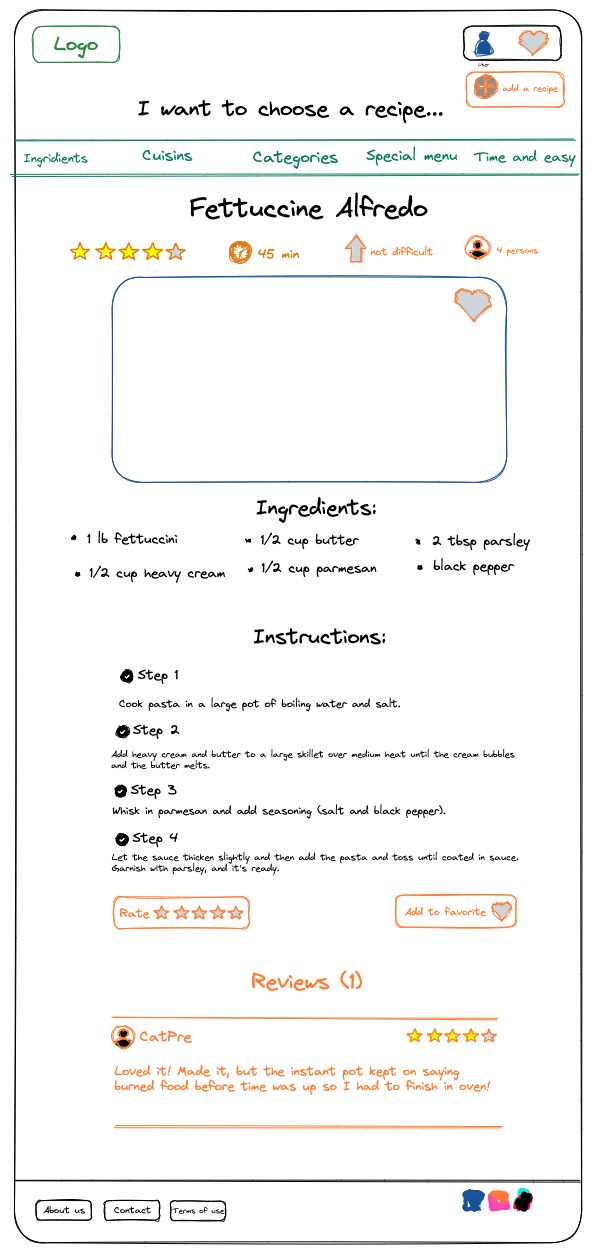 Logo
User
add a recipe
I want to choose a recipe...
Ingridients Cuisins Categories Special menu Time and easy
Fettuccine Alfredo
45 min not difficult 4 persons
Ingredients:
1 lb fettuccini 1/2 cup butter 2 tbsp parsley
1/2 cup heavy cream 1/2 cup parmesan black pepper
Instructions:
Step 1
Cook pasta in a large pot of boiling water and salt.
Step 2
Add heavy cream and butter to a large skillet over medium heat until the cream bubbles
and the butter melts.
Step 3
Whisk in parmesan and add seasoning (salt and black pepper).
Step 4
Let the sauce thicken slightly and then add the pasta and toss until coated in sauce.
Garnish with parsley, and it's ready.
Rate Add to favorite
Reviews (1)
CatPre
Loved it! Made it, but the instant pot kept on saying
burned food before time was up so I had to finish in oven!
About us Contact Terms of use